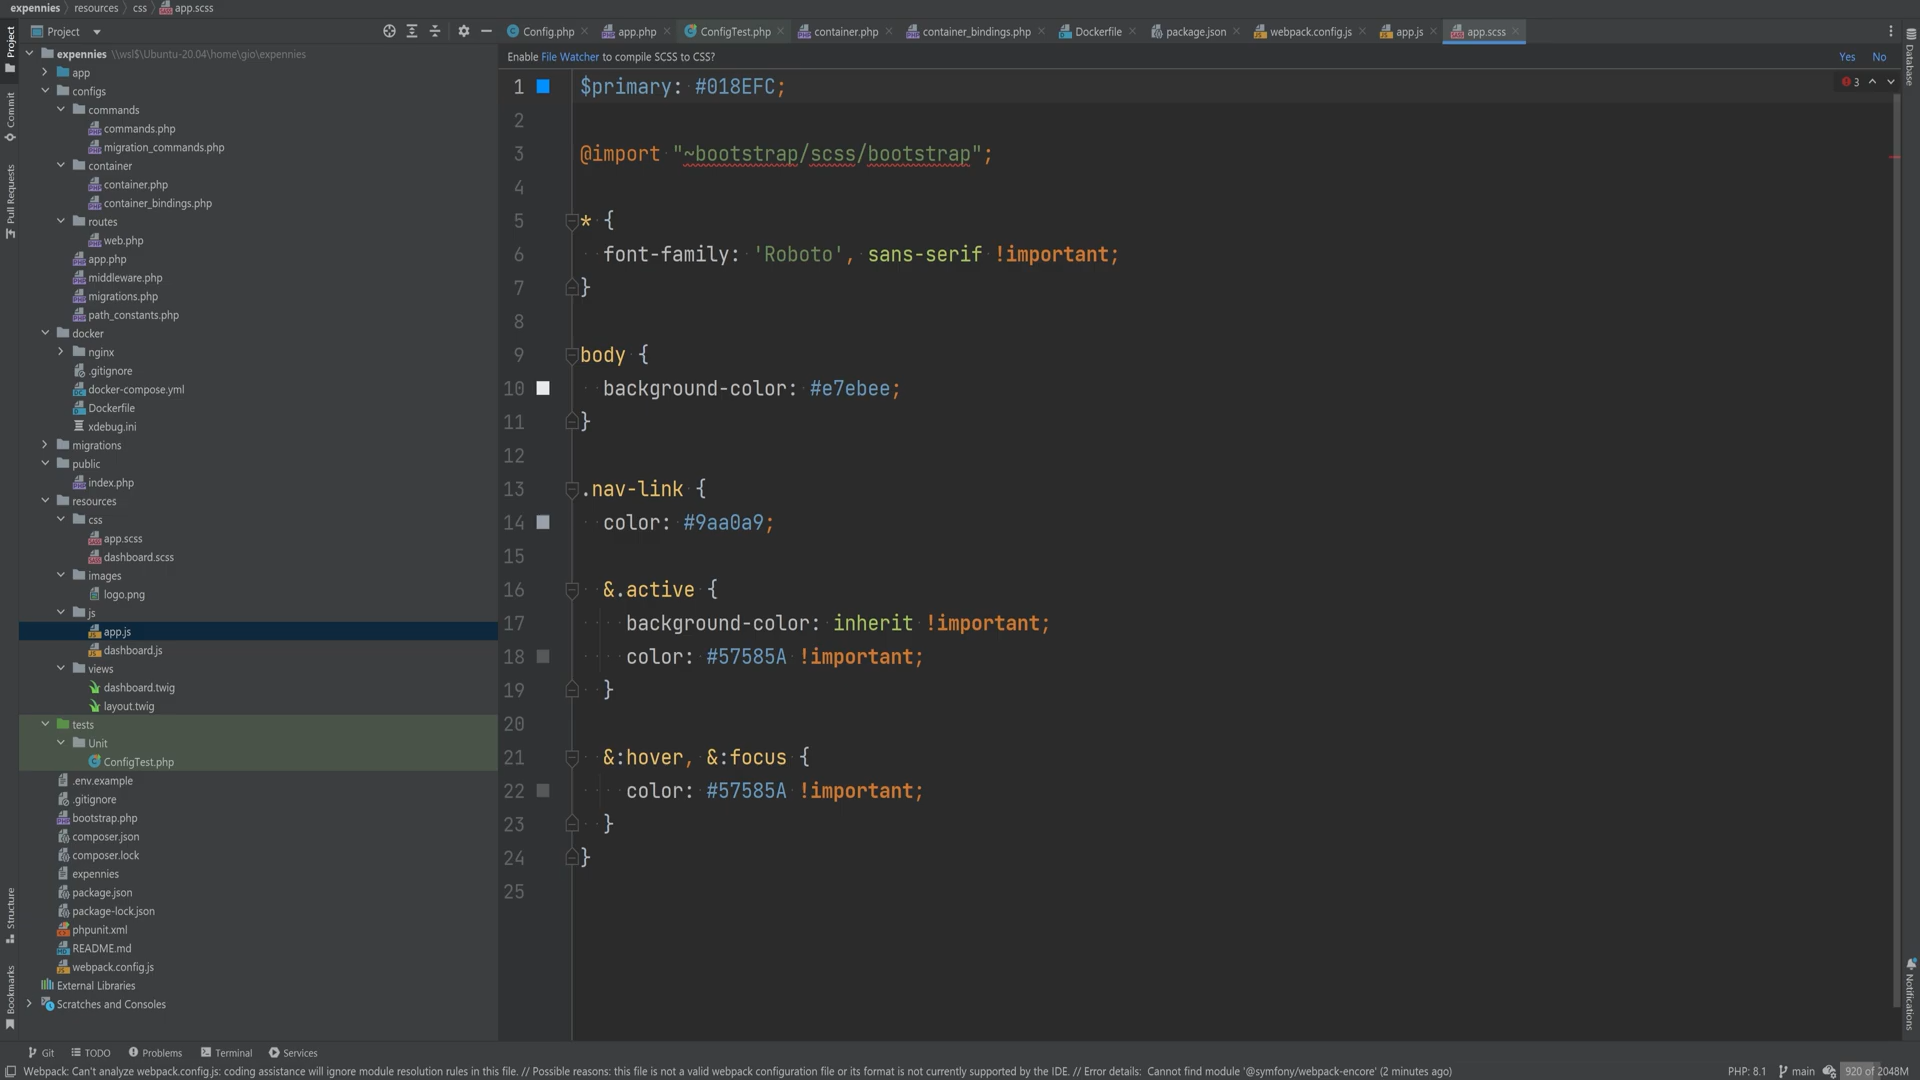 expennies
resources
css
app.scss
Project
Config.php
app.php
ConfigTest.php
container.php
container_bindings.php
Dockerfile
package.json
webpack.config.js
app.js
app.scss
Enable File Watcher to compile SCSS to CSS?
Yes
No
3
Project
Commit
Pull Requests
Structure
Bookmarks
Database
Notifications
expennies \\wsl$\Ubuntu-20.04\home\gio\expennies
app
configs
commands
commands.php
migration_commands.php
container
container.php
container_bindings.php
routes
web.php
app.php
middleware.php
migrations.php
path_constants.php
docker
nginx
.gitignore
docker-compose.yml
Dockerfile
xdebug.ini
migrations
public
index.php
resources
css
app.scss
dashboard.scss
images
logo.png
js
app.js
dashboard.js
views
dashboard.twig
layout.twig
tests
Unit
ConfigTest.php
.env.example
.gitignore
bootstrap.php
composer.json
composer.lock
expennies
package.json
package-lock.json
phpunit.xml
README.md
webpack.config.js
External Libraries
Scratches and Consoles
1 $primary: #018EFC;
2
3 @import "~bootstrap/scss/bootstrap";
4
5 * {
6 font-family: 'Roboto', sans-serif !important;
7 }
8
9 body {
10 background-color: #e7ebee;
11 }
12
13 .nav-link {
14 color: #9aa0a9;
15
16 &.active {
17 background-color: inherit !important;
18 color: #57585A !important;
19 }
20
21 &:hover, &:focus {
22 color: #57585A !important;
23 }
24 }
25
Git
TODO
Problems
Terminal
Services
Webpack: Can't analyze webpack.config.js: coding assistance will ignore module resolution rules in this file. // Possible reasons: this file is not a valid webpack configuration file or its format is not currently supported by the IDE. // Error details: Cannot find module '@symfony/webpack-encore' (2 minutes ago)
PHP: 8.1
main
920 of 2048M